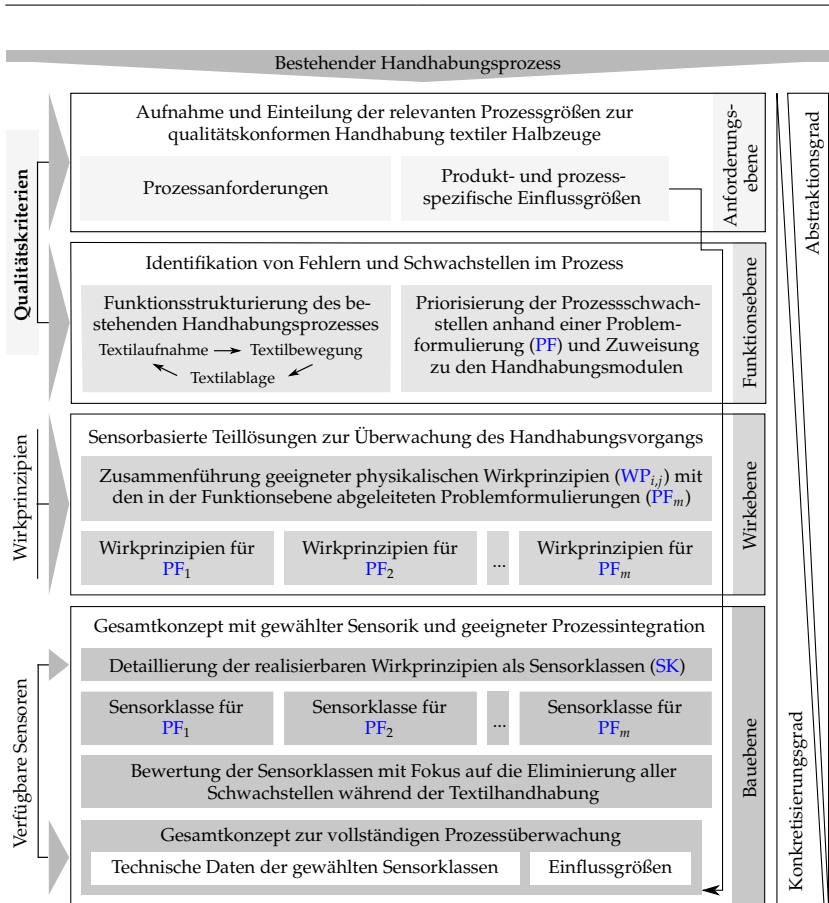 Bestehender Handhabungsprozess
Qualitätskriterien
Aufnahme und Einteilung der relevanten Prozessgrößen zur
qualitätskonformen Handhabung textiler Halbzeuge
Prozessanforderungen
Produkt- und prozess-
spezifische Einflussgrößen
Anforderungs-
ebene
Abstraktionsgrad
Identifikation von Fehlern und Schwachstellen im Prozess
Funktionsstrukturierung des be-
stehenden Handhabungsprozesses
Textilaufnahme
Textilbewegung
Textilablage
Priorisierung der Prozessschwach-
stellen anhand einer Problem-
formulierung (PF) und Zuweisung
zu den Handhabungsmodulen
Funktionsebene
Wirkprinzipien
Sensorbasierte Teillösungen zur Überwachung des Handhabungsvorgangs
Zusammenführung geeigneter physikalischen Wirkprinzipien (WPi,j) mit
den in der Funktionsebene abgeleiteten Problemformulierungen (PFm)
Wirkprinzipien für
PF1
Wirkprinzipien für
PF2
...
Wirkprinzipien für
PFm
Wirkebene
Verfügbare Sensoren
Gesamtkonzept mit gewählter Sensorik und geeigneter Prozessintegration
Detaillierung der realisierbaren Wirkprinzipien als Sensorklassen (SK)
Sensorklasse für
PF1
Sensorklasse für
PF2
...
Sensorklasse für
PFm
Bewertung der Sensorklassen mit Fokus auf die Eliminierung aller
Schwachstellen während der Textilhandhabung
Gesamtkonzept zur vollständigen Prozessüberwachung
Technische Daten der gewählten Sensorklassen
Einflussgrößen
Bauebene
Konkretisierungsgrad